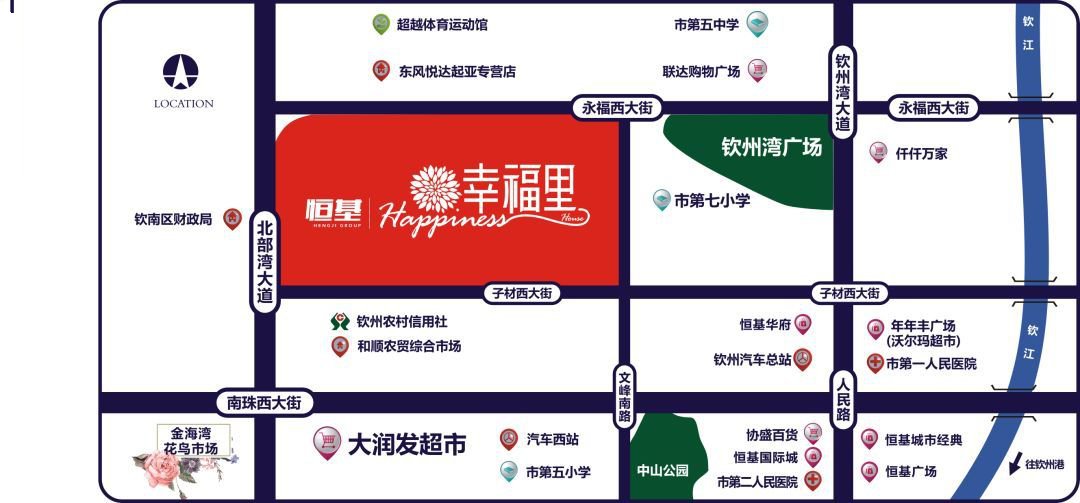 超越体育运动馆
市第五中学
钦江
东风悦达起亚专营店
联达购物广场
钦州湾大道
LOCATION
永福西大街
永福西大街
钦州湾广场
仟仟万家
恒基
HENGJI GROUP
幸福里
Happiness
House
市第七小学
钦南区财政局
北部湾大道
子材西大街
子材西大街
钦州农村信用社
和顺农贸综合市场
恒基华府
钦州汽车总站
年年丰广场
(沃尔玛超市)
市第一人民医院
钦江
南珠西大街
文峰南路
人民路
金海湾
花鸟市场
大润发超市
汽车西站
市第五小学
中山公园
协盛百货
恒基国际城
市第二人民医院
恒基城市经典
恒基广场
往钦州港